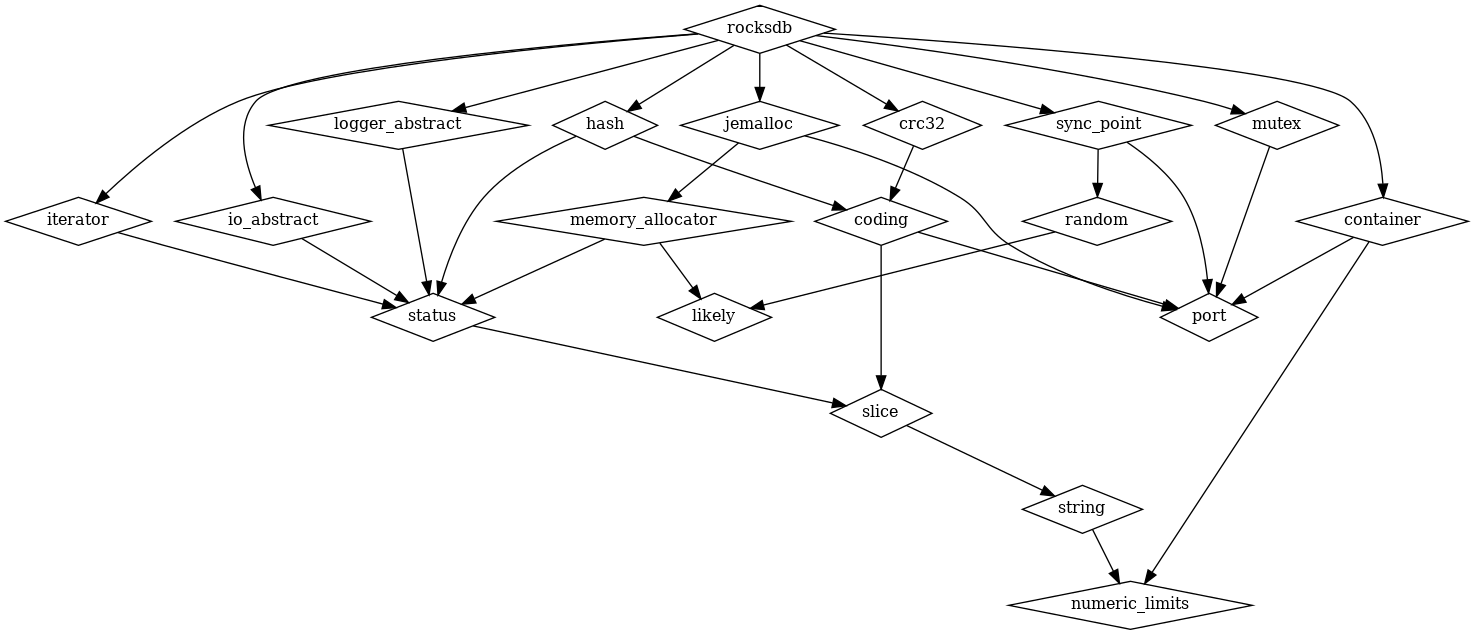 rocksdb
logger_abstract
hash
jemalloc
crc32
sync_point
mutex
iterator
io_abstract
memory_allocator
coding
random
container
status
likely
port
slice
string
numeric_limits